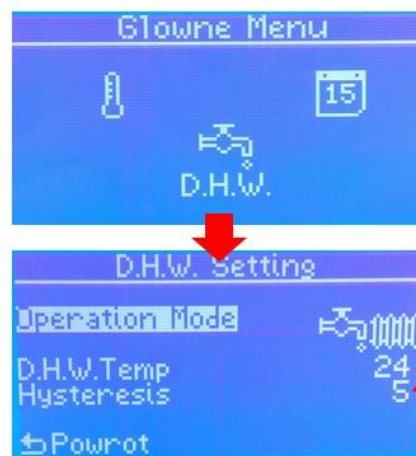 Glowne Menu
15
D.H.W.
D.H.W. Setting
Operation Mode
D.H.W.Temp 24
Hysteresis 5
Powrot